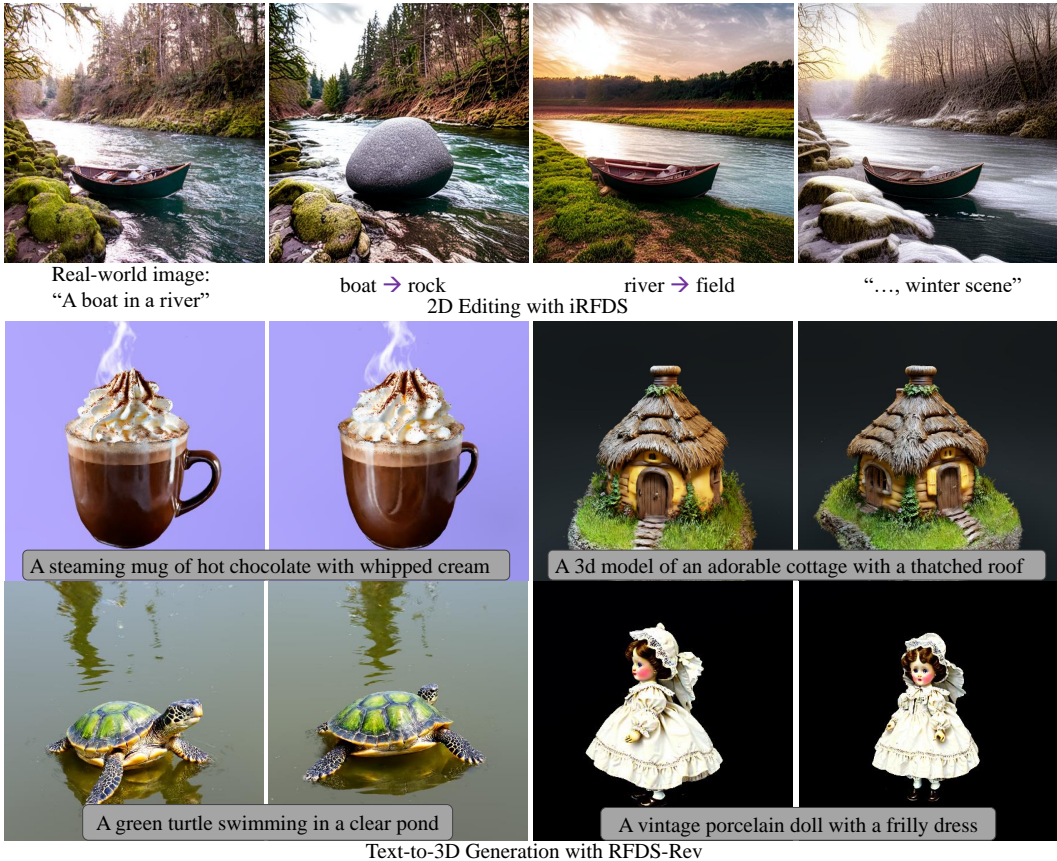 Real-world image:
“A boat in a river”
boat → rock
river → field
“…, winter scene”
2D Editing with iRFDS
A steaming mug of hot chocolate with whipped cream
A 3d model of an adorable cottage with a thatched roof
A green turtle swimming in a clear pond
A vintage porcelain doll with a frilly dress
Text-to-3D Generation with RFDS-Rev